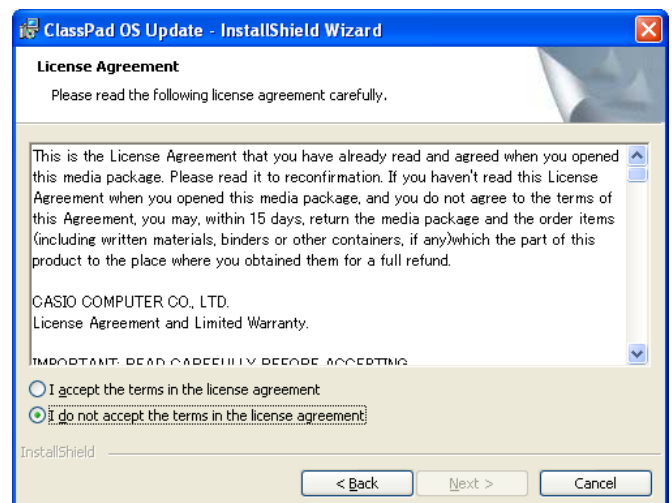 ClassPad OS Update - InstallShield Wizard
License Agreement
Please read the following license agreement carefully.
This is the License Agreement that you have already read and agreed when you opened
this media package. Please read it to reconfirmation. If you haven't read this License
Agreement when you opened this media package, and you do not agree to the terms of
this Agreement, you may, within 15 days, return the media package and the order items
(including written materials, binders or other containers, if any)which the part of this
product to the place where you obtained them for a full refund.
CASIO COMPUTER CO., LTD.
License Agreement and Limited Warranty.
IMPORTANT: READ CAREFULLY BEFORE ACCEPTING
I accept the terms in the license agreement
I do not accept the terms in the license agreement
InstallShield
< Back
Next >
Cancel